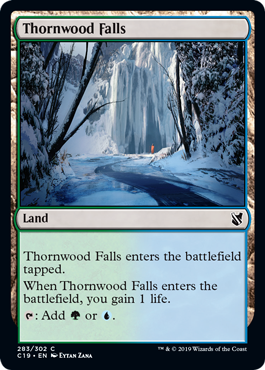 Thornwood Falls
Land
Thornwood Falls enters the battlefield
tapped.
When Thornwood Falls enters the
battlefield, you gain 1 life.
: Add or .
283/302 C
C19 • EN Eytan Zana
™ & © 2019 Wizards of the Coast